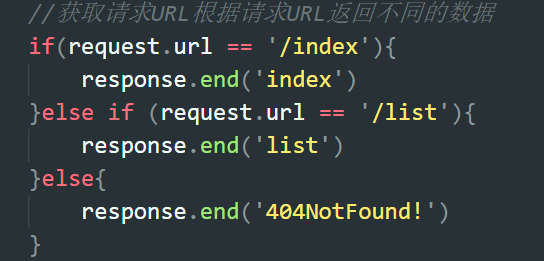 //获取请求URL根据请求URL返回不同的数据
if(request.url == '/index'){
    response.end('index')
}else if (request.url == '/list'){
    response.end('list')
}else{
    response.end('404NotFound!')
}